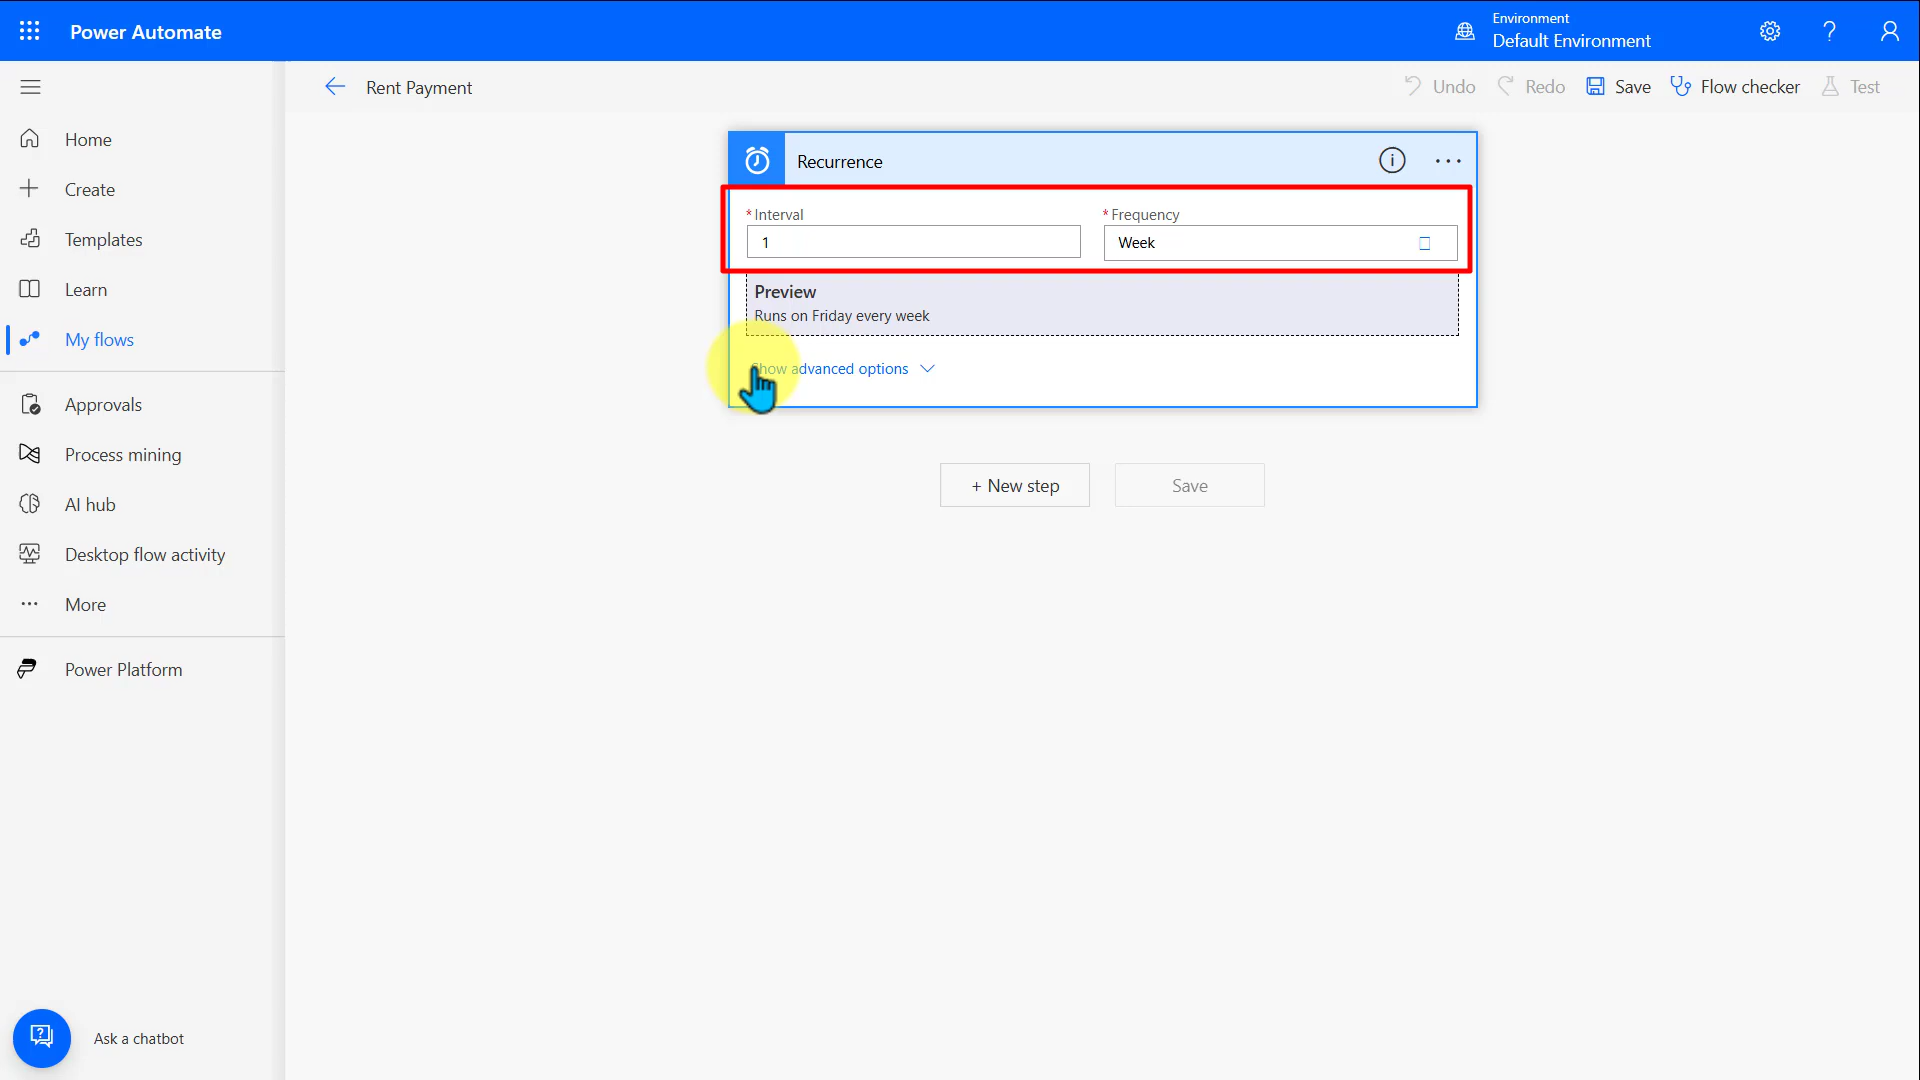 Power Automate
Environment
Default Environment
Rent Payment
Undo
Redo
Save
Flow checker
Test
Home
Create
Templates
Learn
My flows
Approvals
Process mining
AI hub
Desktop flow activity
More
Power Platform
Ask a chatbot
Recurrence
* Interval
* Frequency
1
Week
Preview
Runs on Friday every week
Show advanced options
+ New step
Save